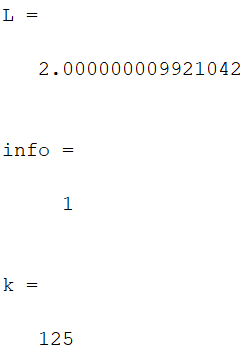 L =
2.000000009921042
info =
1
k =
125